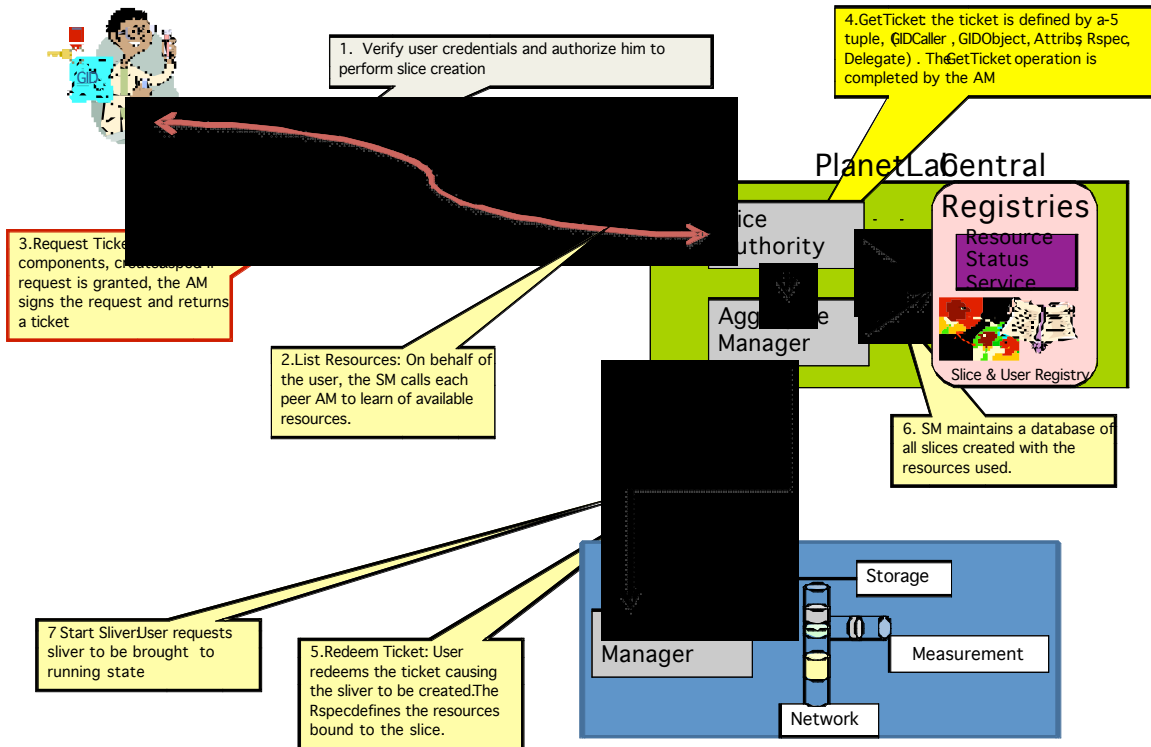 1. Verify user credentials and authorize him to
perform slice creation
4.GetTicket: the ticket is defined by a-5
tuple, (GIDCaller , GIDObject, Attribs, Rspec,
Delegate) . The GetTicket operation is
completed by the AM
GID
PlanetLab Central
Registries
Resource
Status
Service
Slice & User Registry
3.Request
components,
request is granted, the AM
signs the request and returns
a ticket
Manager
2.List Resources: On behalf of
the user, the SM calls each
peer AM to learn of available
resources.
6. SM maintains a database of
all slices created with the
resources used.
Storage
Measurement
Network
Manager
7 Start Sliver:User requests
sliver to be brought to
running state
5.Redeem Ticket: User
redeems the ticket causing
the sliver to be created.The
Rspecdefines the resources
bound to the slice.